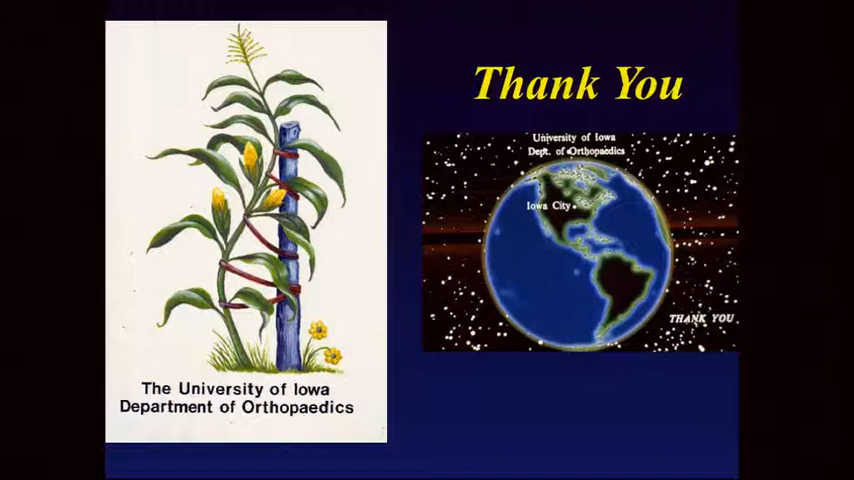 Thank You
University of Iowa
Dept. of Orthopaedics
Iowa City
THANK YOU
The University of Iowa
Department of Orthopaedics